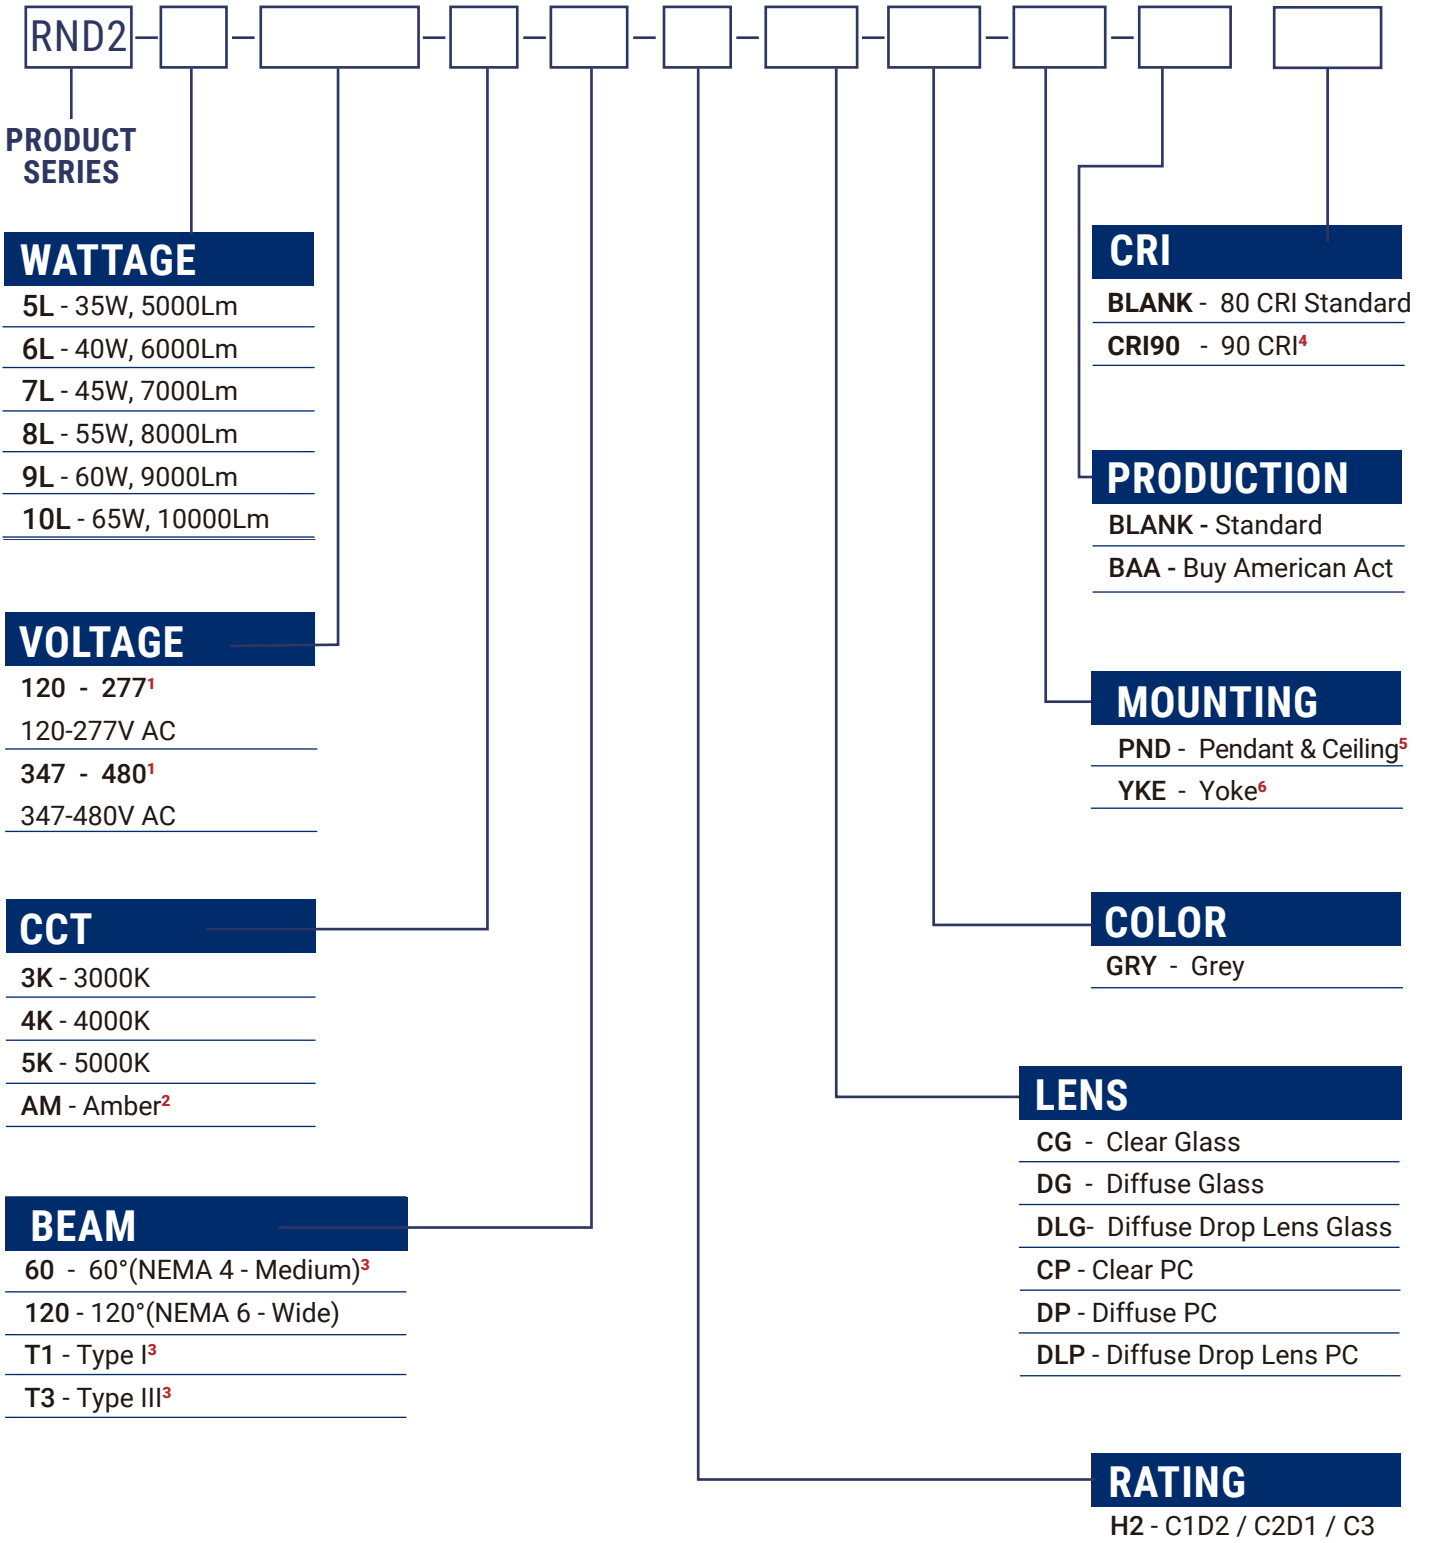 RND2
PRODUCT
SERIES
WATTAGE
5L - 35W, 5000Lm
6L - 40W, 6000Lm
7L - 45W, 7000Lm
8L - 55W, 8000Lm
9L - 60W, 9000Lm
10L - 65W, 10000Lm
VOLTAGE
120 - 277¹
120-277V AC
347 - 480¹
347-480V AC
CCT
3K - 3000K
4K - 4000K
5K - 5000K
AM - Amber²
BEAM
60 - 60°(NEMA 4 - Medium)³
120 - 120°(NEMA 6 - Wide)
T1 - Type I³
T3 - Type III³
CRI
BLANK - 80 CRI Standard
CRI90 - 90 CRI⁴
PRODUCTION
BLANK - Standard
BAA - Buy American Act
MOUNTING
PND - Pendant & Ceiling⁵
YKE - Yoke⁶
COLOR
GRY - Grey
LENS
CG - Clear Glass
DG - Diffuse Glass
DLG- Diffuse Drop Lens Glass
CP - Clear PC
DP - Diffuse PC
DLP - Diffuse Drop Lens PC
RATING
H2 - C1D2 / C2D1 / C3